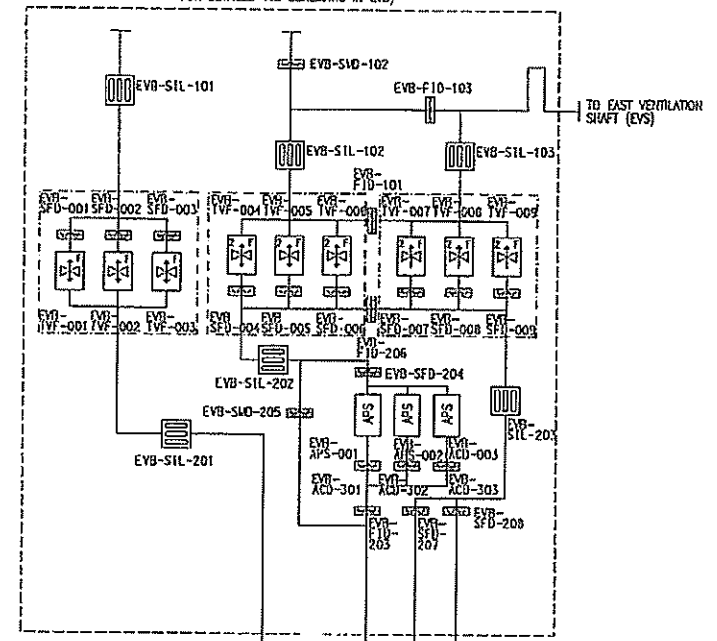 EVB-SIL-101
EVB-SMD-102
EVB-FID-103
TO EAST VENTILATION
SHAFT (EVS)
EVB-SIL-102
EVB-SIL-103
EVB-
FID-101
EVB- EVB- EVB-
SFD-001 SFD-002 SFD-003
EVB- EVB- EVB-
TVF-004 TVF-005 TVF-006
EVB- EVB- EVB-
TVF-007 TVF-008 TVF-009
F F F
2 F 2 F 2 F
2 F 2 F 2 F
EVB- EVB- EVB-
TVF-001 TVF-002 TVF-003
EVB- EVB- EVB-
SFD-004 SFD-005 SFD-006
EVB- EVB- EVB-
SFD-007 SFD-008 SFD-009
EVB-
FID-206
EVB-SIL-202
EVB-SFD-204
EVB-SMD-205
APS APS APS
EVB-
SIL-203
EVB-SIL-201
EVB-
APS-001
EVB-
APS-002
EVB-
ACD-003
EVB-
ACD-301
EVB-
ACD-302
EVB-
ACD-303
EVB-
FID-
203
EVB-
SFD-
207
EVB-
SFD-208